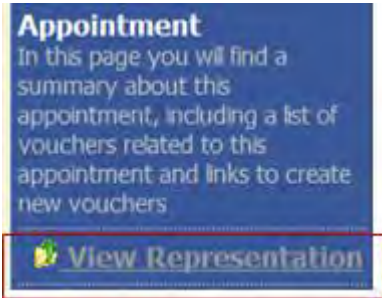 Appointment
In this page you will find a
summary about this
appointment, including a list of
vouchers related to this
appointment and links to create
new vouchers
View Representation